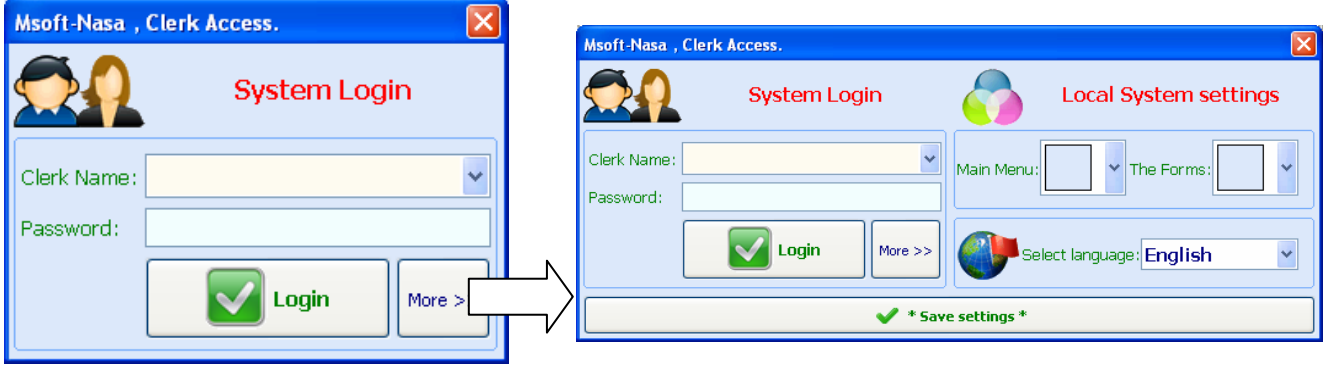 Msoft-Nasa , Clerk Access.
System Login
Clerk Name:
Password:
Login
More >
Msoft-Nasa , Clerk Access.
System Login
Local System settings
Clerk Name:
Main Menu:
The Forms:
Password:
Login
More >>
Select language: English
* Save settings *